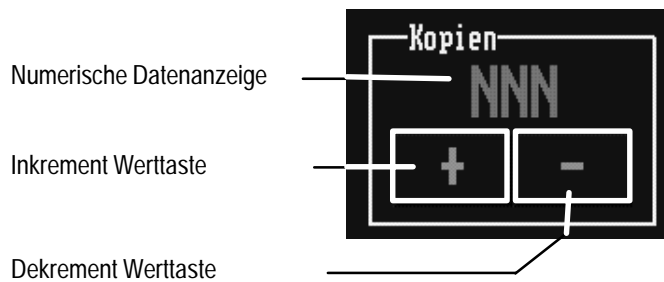 Kopien
Numerische Datenanzeige
NNN
Inkrement Werttaste
+ -
Dekrement Werttaste